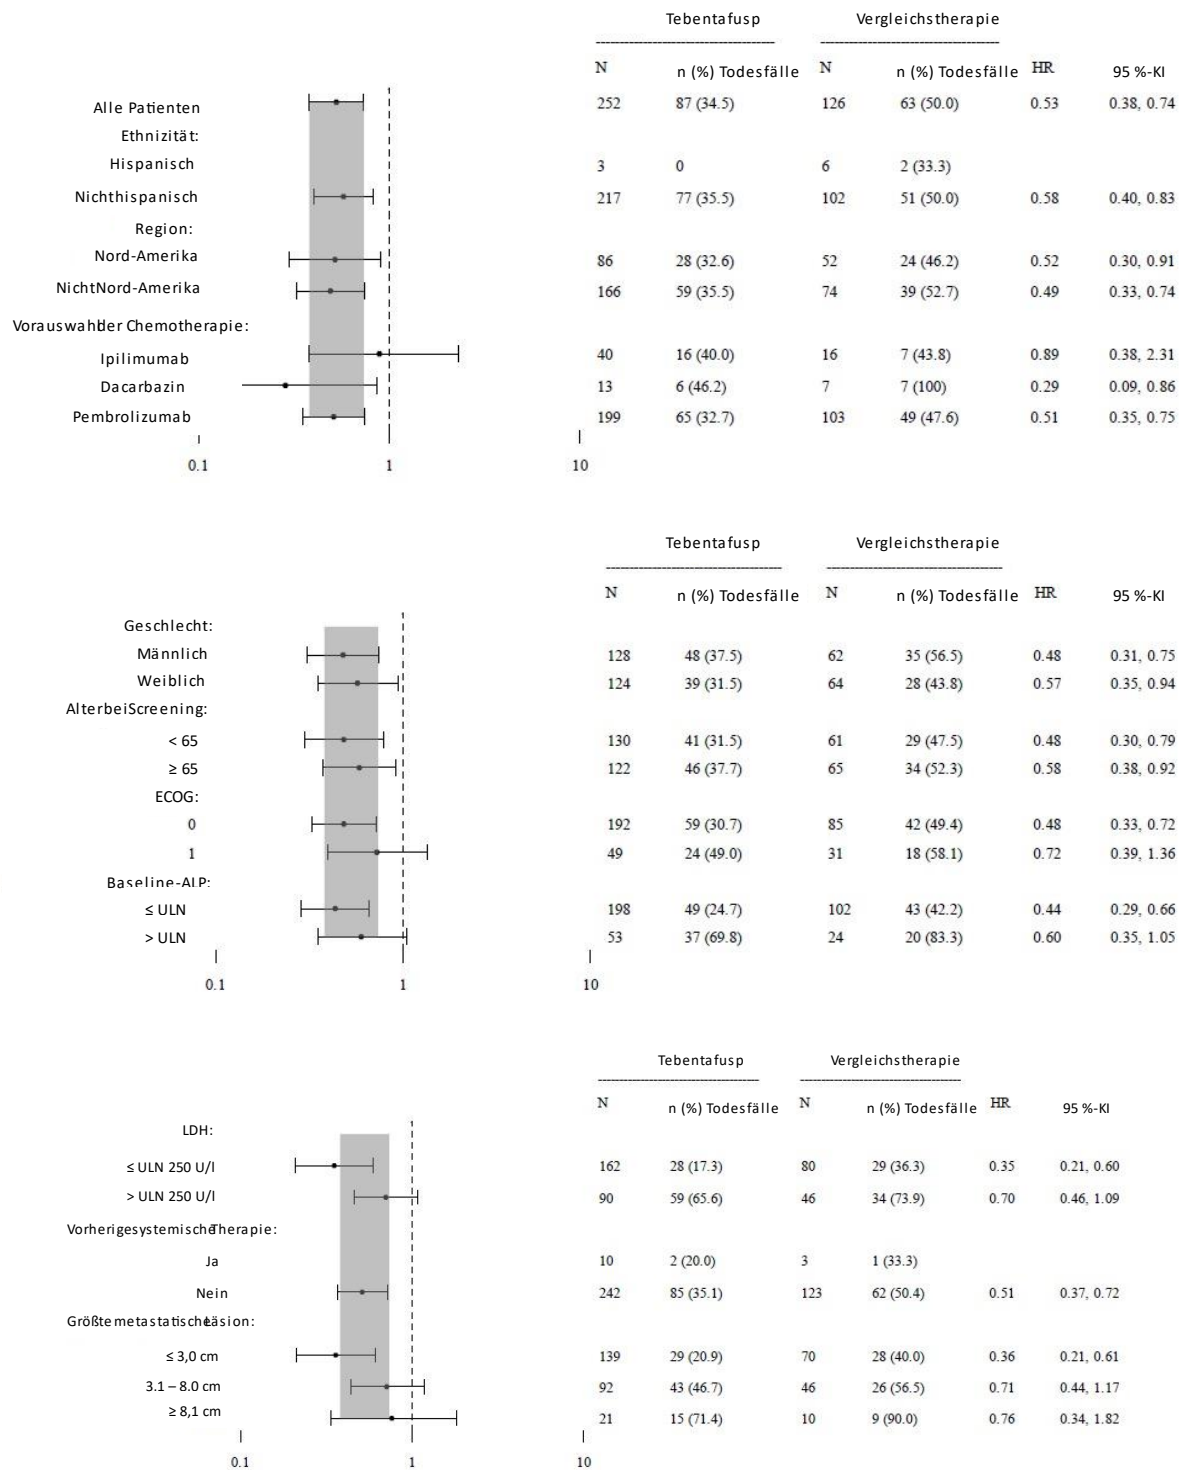 Tebentafusp Vergleichstherapie
N n (%) Todesfälle N n (%) Todesfälle HR 95 %-KI
Alle Patienten 252 87 (34.5) 126 63 (50.0) 0.53 0.38, 0.74
Ethnizität:
Hispanisch 3 0 6 2 (33.3)
Nichthispanisch 217 77 (35.5) 102 51 (50.0) 0.58 0.40, 0.83
Region:
Nord-Amerika 86 28 (32.6) 52 24 (46.2) 0.52 0.30, 0.91
NichtNord-Amerika 166 59 (35.5) 74 39 (52.7) 0.49 0.33, 0.74
Vorauswahl der Chemotherapie:
Ipilimumab 40 16 (40.0) 16 7 (43.8) 0.89 0.38, 2.31
Dacarbazin 13 6 (46.2) 7 7 (100) 0.29 0.09, 0.86
Pembrolizumab 199 65 (32.7) 103 49 (47.6) 0.51 0.35, 0.75
0.1 1 10
Tebentafusp Vergleichstherapie
N n (%) Todesfälle N n (%) Todesfälle HR 95 %-KI
Geschlecht:
Männlich 128 48 (37.5) 62 35 (56.5) 0.48 0.31, 0.75
Weiblich 124 39 (31.5) 64 28 (43.8) 0.57 0.35, 0.94
AlterbeiScreening:
< 65 130 41 (31.5) 61 29 (47.5) 0.48 0.30, 0.79
≥ 65 122 46 (37.7) 65 34 (52.3) 0.58 0.38, 0.92
ECOG:
0 192 59 (30.7) 85 42 (49.4) 0.48 0.33, 0.72
1 49 24 (49.0) 31 18 (58.1) 0.72 0.39, 1.36
Baseline-ALP:
≤ ULN 198 49 (24.7) 102 43 (42.2) 0.44 0.29, 0.66
> ULN 53 37 (69.8) 24 20 (83.3) 0.60 0.35, 1.05
0.1 1 10
Tebentafusp Vergleichstherapie
N n (%) Todesfälle N n (%) Todesfälle HR 95 %-KI
LDH:
≤ ULN 250 U/l 162 28 (17.3) 80 29 (36.3) 0.35 0.21, 0.60
> ULN 250 U/l 90 59 (65.6) 46 34 (73.9) 0.70 0.46, 1.09
VorherigesystemischeTherapie:
Ja 10 2 (20.0) 3 1 (33.3)
Nein 242 85 (35.1) 123 62 (50.4) 0.51 0.37, 0.72
GrößtemetastatischeLäsion:
≤ 3,0 cm 139 29 (20.9) 70 28 (40.0) 0.36 0.21, 0.61
3.1 – 8.0 cm 92 43 (46.7) 46 26 (56.5) 0.71 0.44, 1.17
≥ 8,1 cm 21 15 (71.4) 10 9 (90.0) 0.76 0.34, 1.82
0.1 1 10